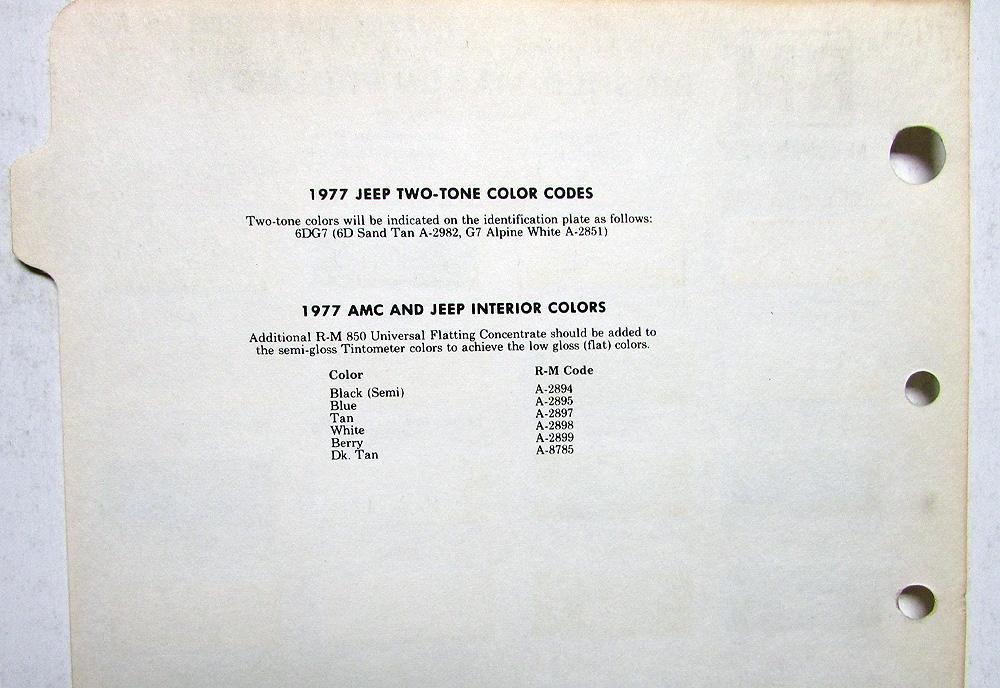 1977 JEEP TWO-TONE COLOR CODES
Two-tone colors will be indicated on the identification plate as follows:
6DG7 (6D Sand Tan A-2982, G7 Alpine White A-2851)
1977 AMC AND JEEP INTERIOR COLORS
Additional R-M 850 Universal Flatting Concentrate should be added to
the semi-gloss Tintometer colors to achieve the low gloss (flat) colors.
Color R-M Code
Black (Semi) A-2894
Blue A-2895
Tan A-2897
White A-2898
Berry A-2899
Dk. Tan A-8785